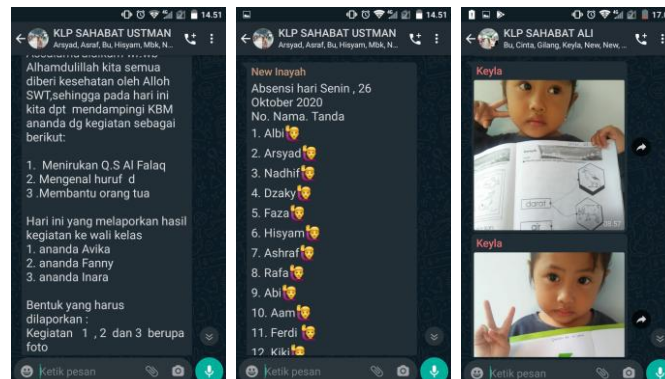 14.51
KLP SAHABAT USTMAN
Arsyad, Asraf, Bu, Hisyam, Mbk, N...
Alhamdulillah kita semua
diberi kesehatan oleh Alloh
SWT,sehingga pada hari ini
kita dpt mendampingi KBM
ananda dg kegiatan sebagai
berikut:
1. Menirukan Q.S Al Falaq
2. Mengenal huruf d
3 .Membantu orang tua
Hari ini yang melaporkan hasil
kegiatan ke wali kelas
1. ananda Avika
2. ananda Fanny
3. ananda Inara
Bentuk yang harus
dilaporkan :
Kegiatan 1 , 2 dan 3 berupa
foto
Ketik pesan
14.51
KLP SAHABAT USTMAN
Arsyad, Asraf, Bu, Hisyam, Mbk, N...
New Inayah
Absensi hari Senin , 26
Oktober 2020
No. Nama. Tanda
1. Albi🙋
2. Arsyad🙋
3. Nadhif🙋
4. Dzaky🙋
5. Faza🙋
6. Hisyam🙋
7. Ashraf🙋
8. Rafa🙋
9. Abi🙋
10. Aam🙋
11. Ferdi 🙋
12. Kiki🙋
Ketik pesan
KLP SAHABAT ALI
Bu, Cinta, Gilang, Keyla, New, New, ...
Keyla
darat
air
08.57
Keyla
Ketik pesan